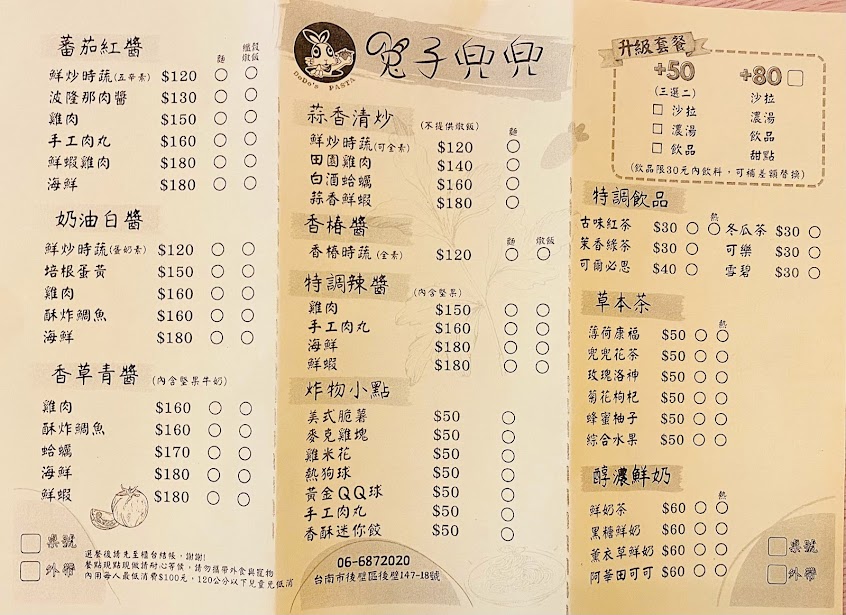 蕃茄紅醬
麵
鐵質燉飯
鮮炒時蔬(五辛素) $120
波隆那肉醬 $130
雞肉 $150
手工肉丸 $160
鮮蝦雞肉 $180
海鮮 $180
奶油白醬
鮮炒時蔬(蛋奶素) $120
培根蛋黃 $150
雞肉 $160
酥炸鯛魚 $160
海鮮 $180
香草青醬 (內含堅果牛奶)
雞肉 $160
酥炸鯛魚 $160
蛤蠣 $170
海鮮 $180
鮮蝦 $180
桌號
外帶
選餐後請先至櫃台結帳，謝謝!
餐點現點現做請耐心等候，請勿攜帶外食與寵物
內用每人最低消費$100元，120公分以下兒童免低消
DoDo's PASTA
兔子兜兜
蒜香清炒 (不提供燉飯) 麵
鮮炒時蔬(可全素) $120
田園雞肉 $140
白酒蛤蠣 $160
蒜香鮮蝦 $180
香椿醬 麵 燉飯
香椿時蔬(全素) $120
特調辣醬 (內含堅果)
雞肉 $150
手工肉丸 $160
海鮮 $180
鮮蝦 $180
炸物小點
美式脆薯 $50
麥克雞塊 $50
雞米花 $50
熱狗球 $50
黃金QQ球 $50
手工肉丸 $50
香酥迷你餃 $50
06-6872020
台南市後壁區後壁147-18號
升級套餐
+50
(三選二)
沙拉
濃湯
飲品
+80
沙拉
濃湯
飲品
甜點
(飲品限30元內飲料，可補差額替換)
特調飲品
熱
古味紅茶 $30 冬瓜茶 $30
茉香綠茶 $30 可樂 $30
可爾必思 $40 雪碧 $30
草本茶
熱
薄荷康福 $50
兜兜花茶 $50
玫瑰洛神 $50
菊花枸杞 $50
蜂蜜柚子 $50
綜合水果 $50
醇濃鮮奶
熱
鮮奶茶 $60
黑糖鮮奶 $60
薰衣草鮮奶 $60
阿華田可可 $60
桌號
外帶